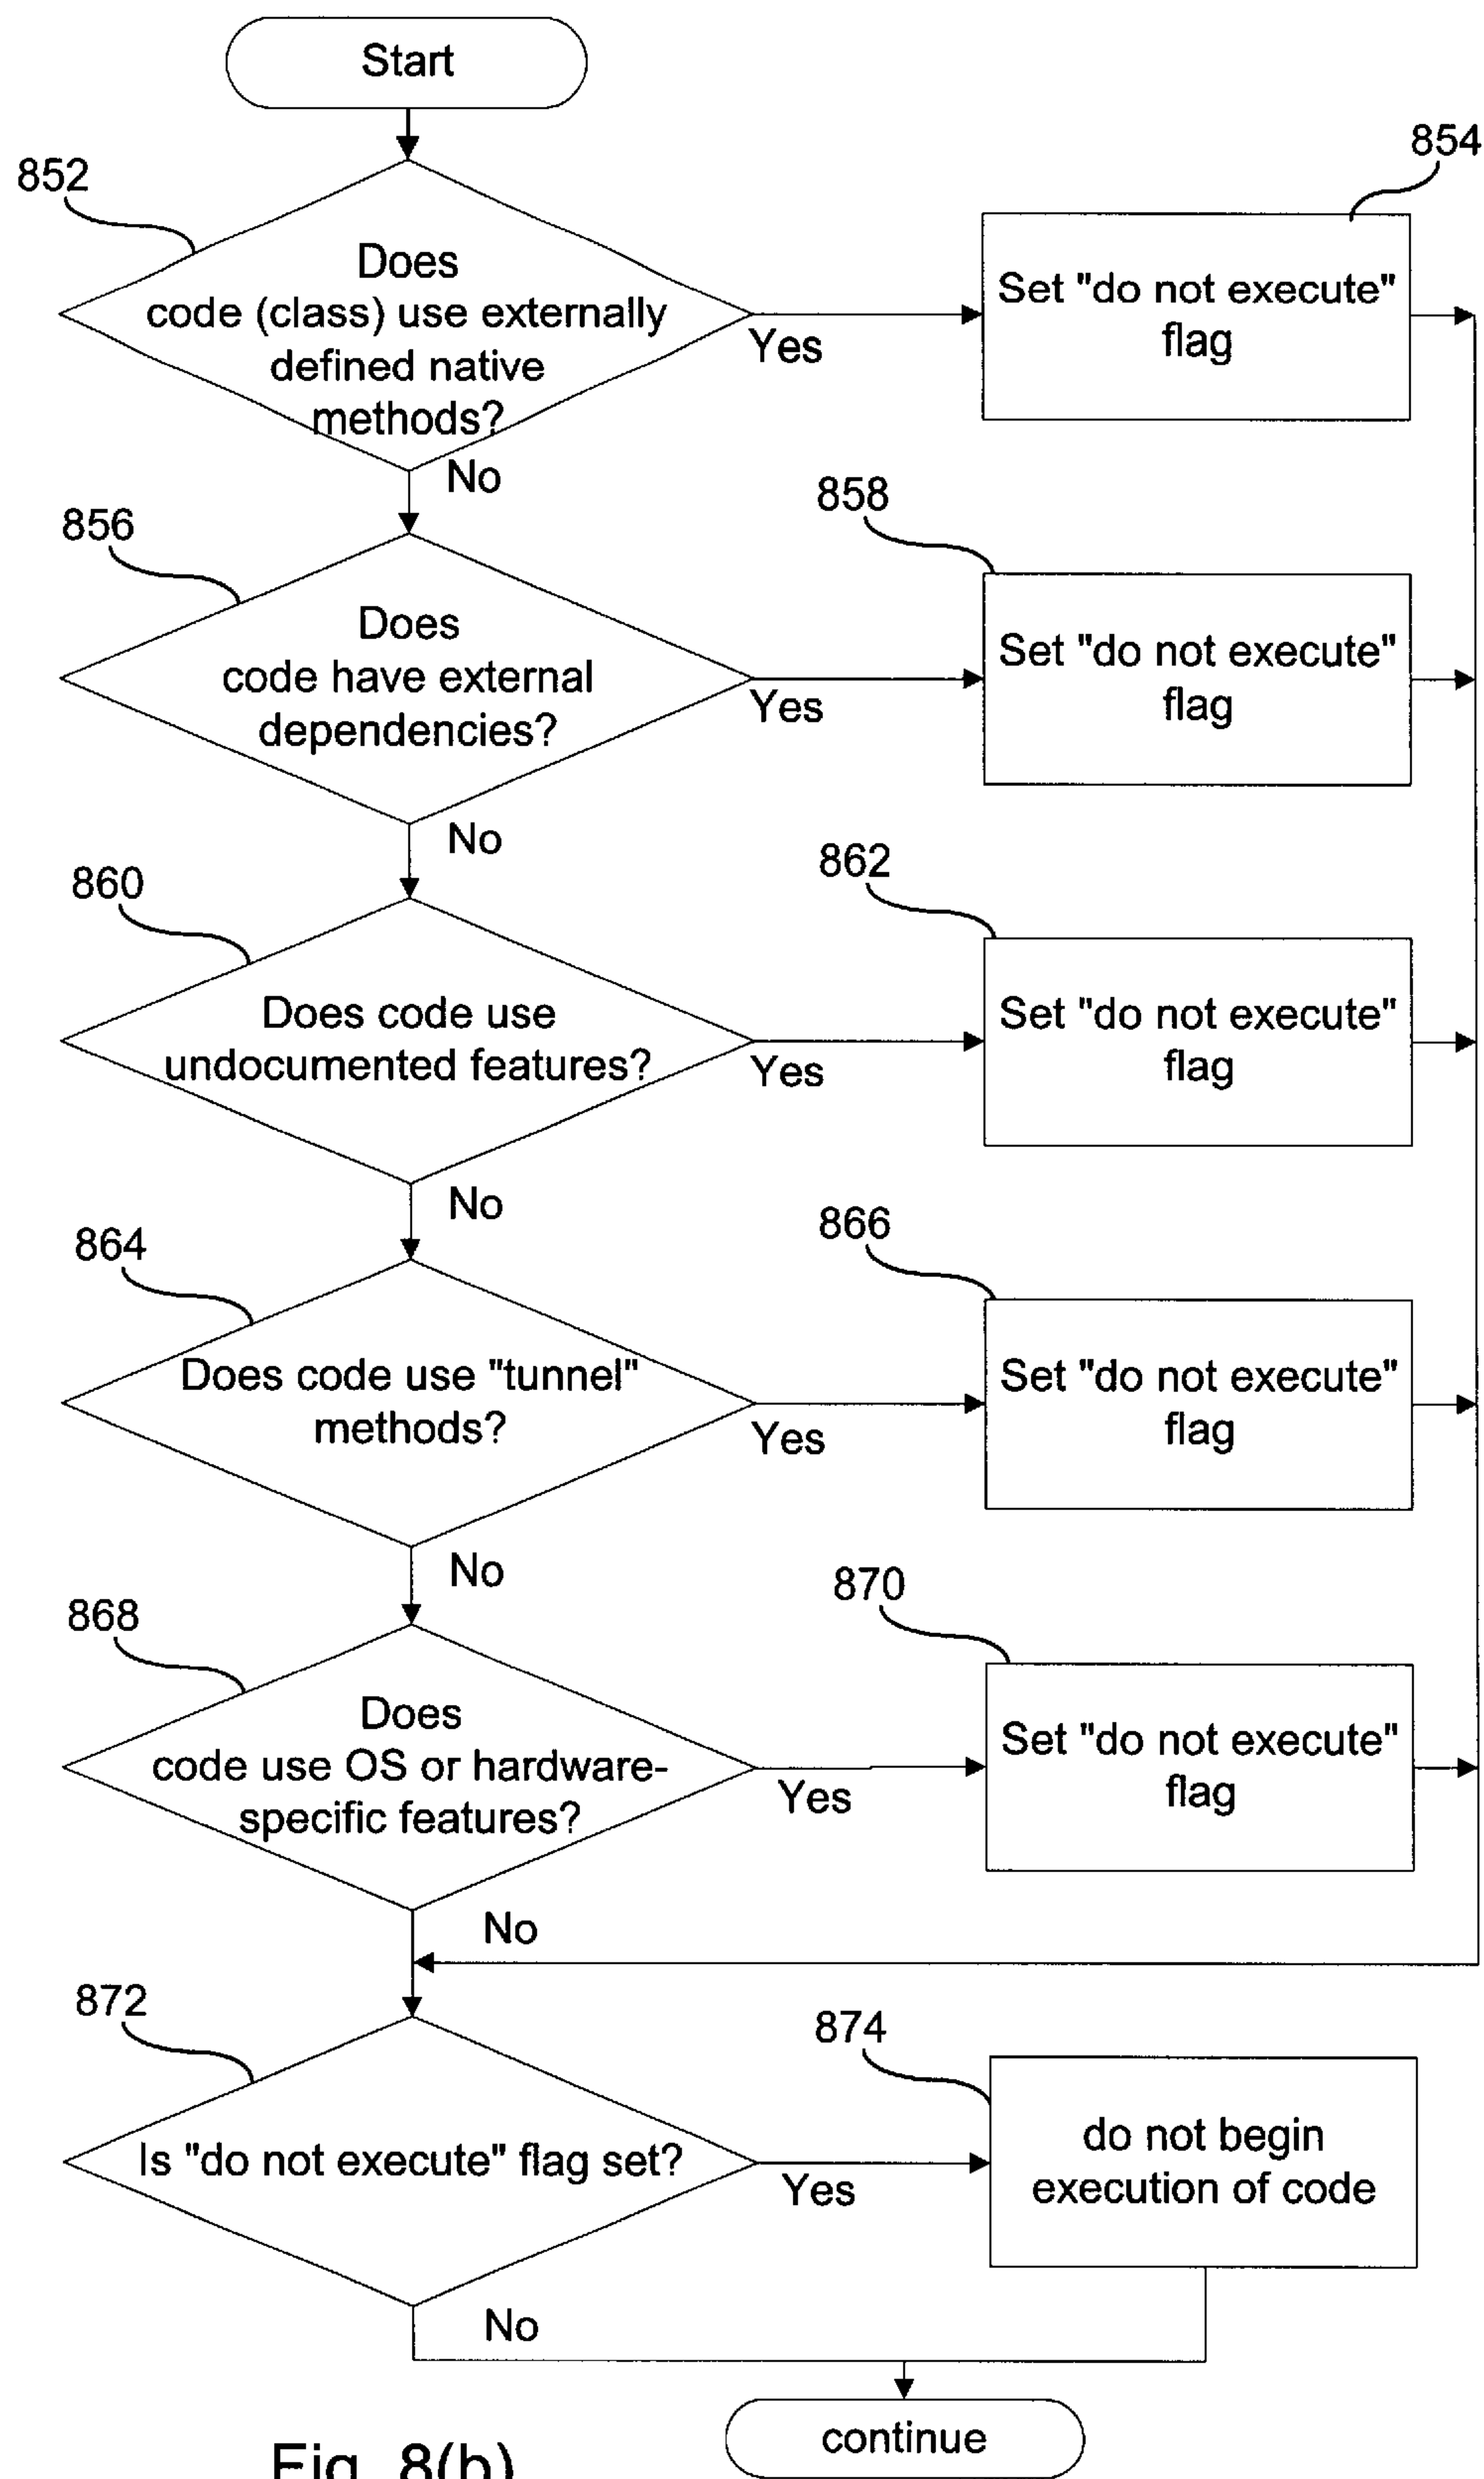 Start
852
854
Does
code (class) use externally
defined native
methods?
Yes
Set "do not execute"
flag
No
856
858
Does
code have external
dependencies?
Yes
Set "do not execute"
flag
No
860
862
Does code use
undocumented features?
Yes
Set "do not execute"
flag
No
864
866
Does code use "tunnel"
methods?
Yes
Set "do not execute"
flag
No
868
870
Does
code use OS or hardware-
specific features?
Yes
Set "do not execute"
flag
No
872
874
Is "do not execute" flag set?
Yes
do not begin
execution of code
No
continue
Fig. 8(b)